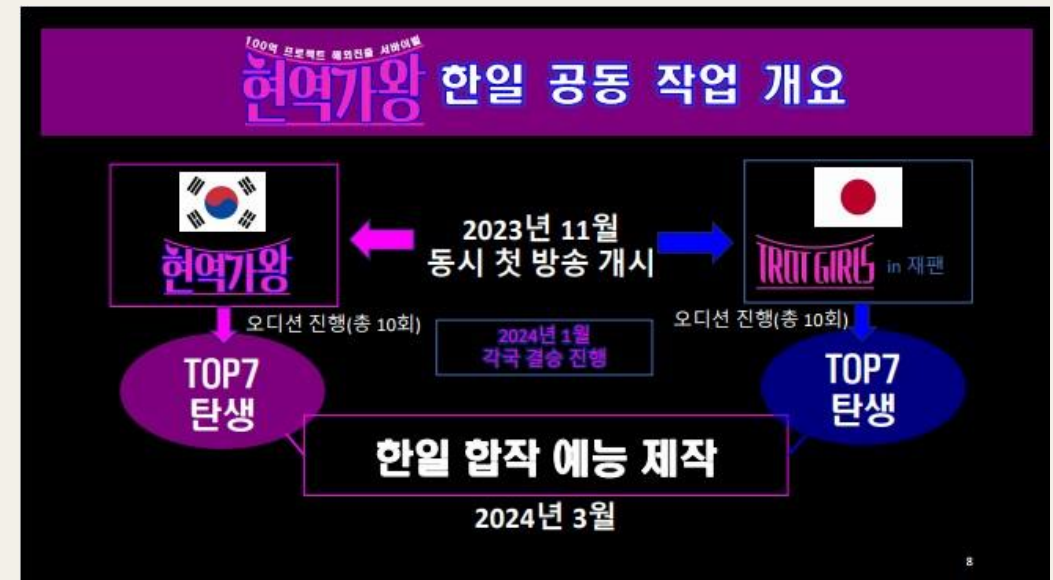 100억 프로젝트 해외진출 서바이벌
현역가왕 한일 공동 작업 개요
현역가왕
2023년 11월
동시 첫 방송 개시
TROT GIRLS in 재팬
오디션 진행(총 10회)
오디션 진행(총 10회)
2024년 1월
각국 결승 진행
TOP7
탄생
TOP7
탄생
한일 합작 예능 제작
2024년 3월
8